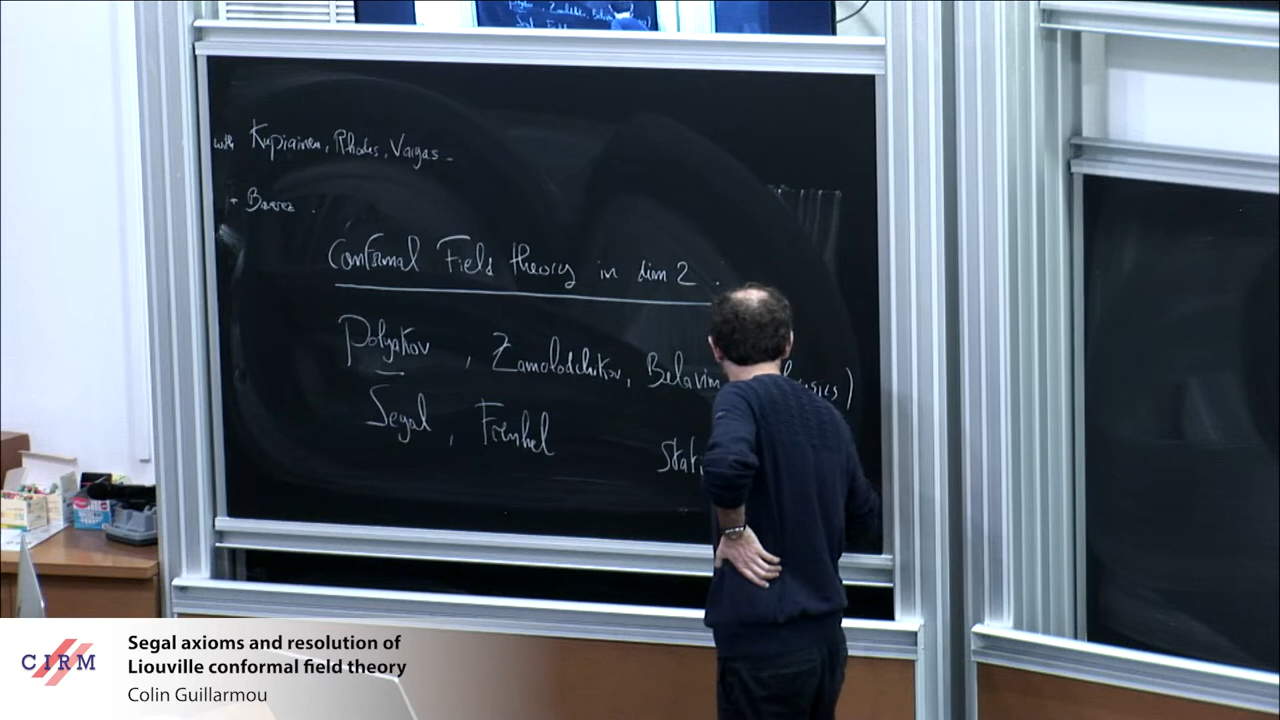 with Kupiainen, Rhodes, Vargas.
+ Baverez.
Conformal Field theory in dim 2.
Polyakov, Zamolodchikov, Belavin
Segal, Frenkel
CIRM
Segal axioms and resolution of
Liouville conformal field theory
Colin Guillarmou